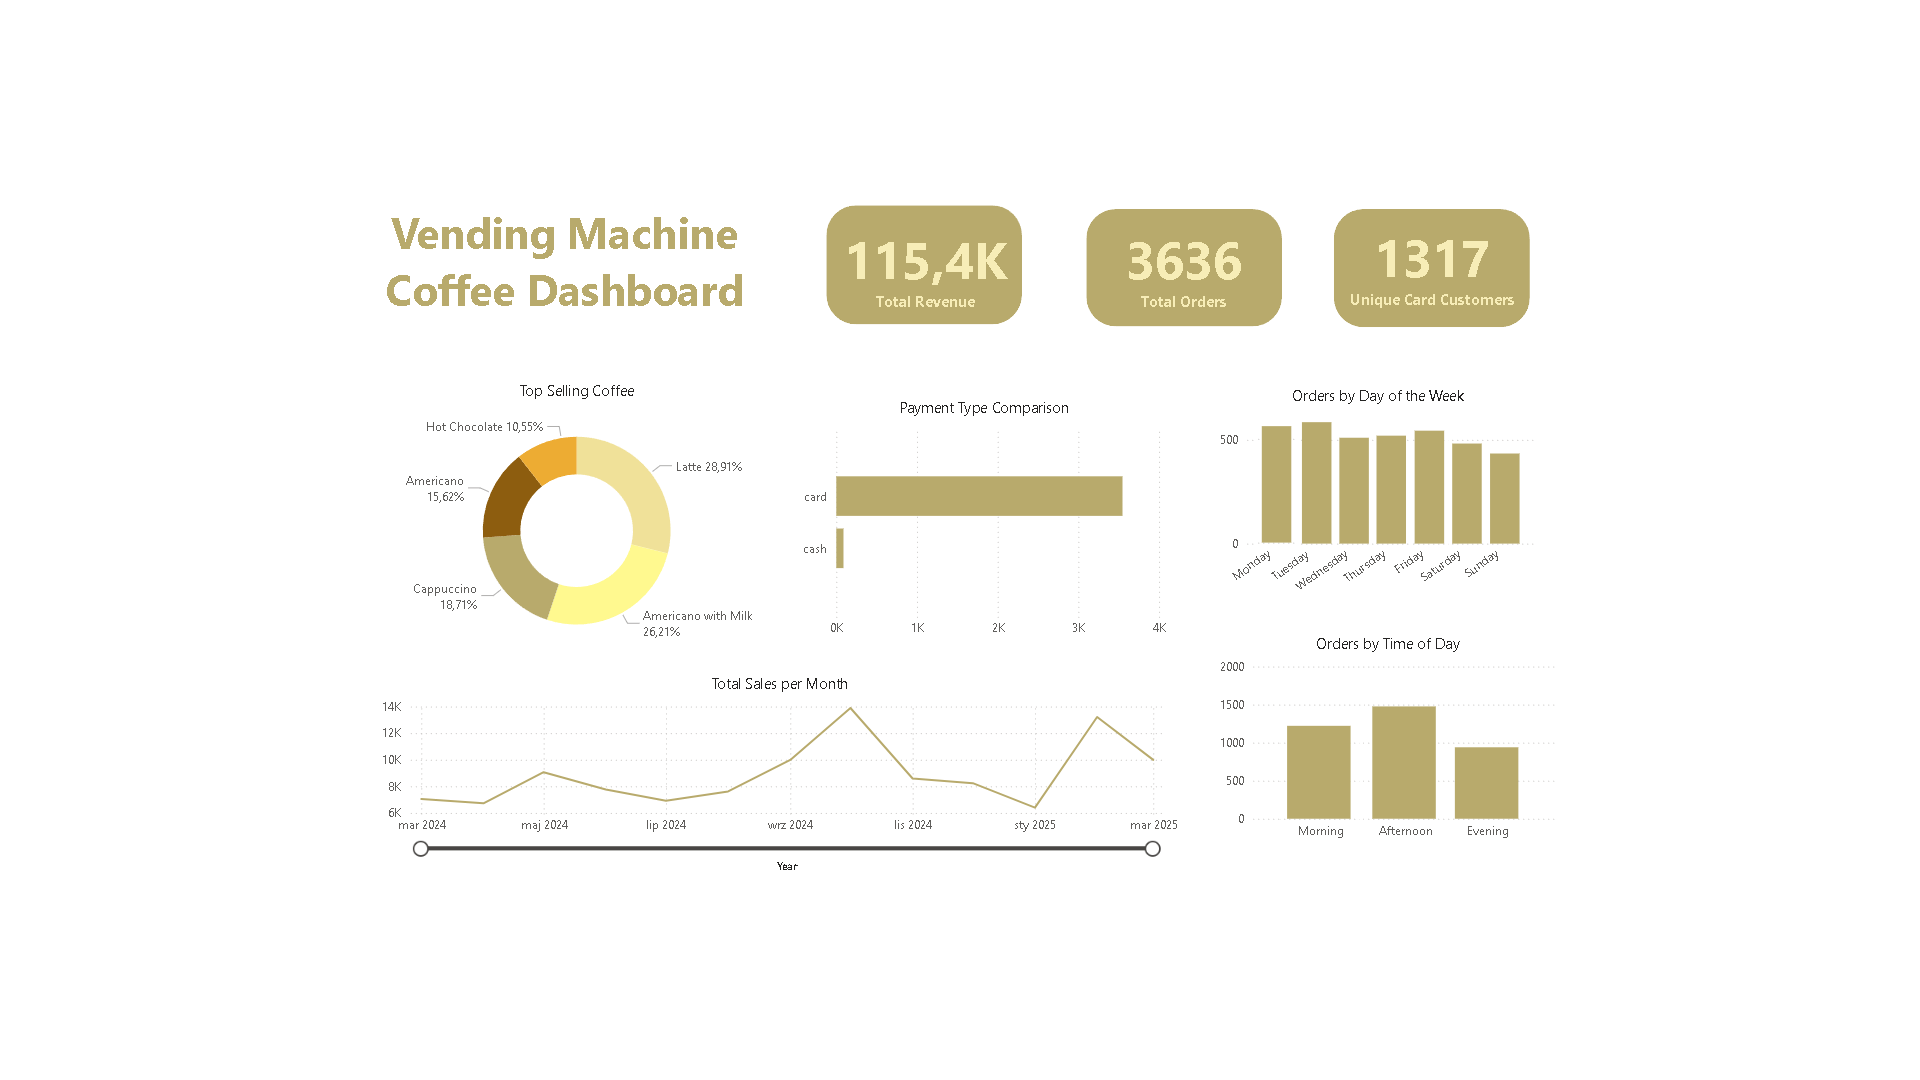 Vending Machine
Coffee Dashboard
115,4K
Total Revenue
3636
Total Orders
1317
Unique Card Customers
Top Selling Coffee
Hot Chocolate 10,55%
Latte 28,91%
Americano
15,62%
Cappuccino
18,71%
Americano with Milk
26,21%
Payment Type Comparison
card
cash
0K 1K 2K 3K 4K
Orders by Day of the Week
500
0
Monday Tuesday Wednesday Thursday Friday Saturday Sunday
Total Sales per Month
14K
12K
10K
8K
6K
mar 2024 maj 2024 lip 2024 wrz 2024 lis 2024 sty 2025 mar 2025
Year
Orders by Time of Day
2000
1500
1000
500
0
Morning Afternoon Evening